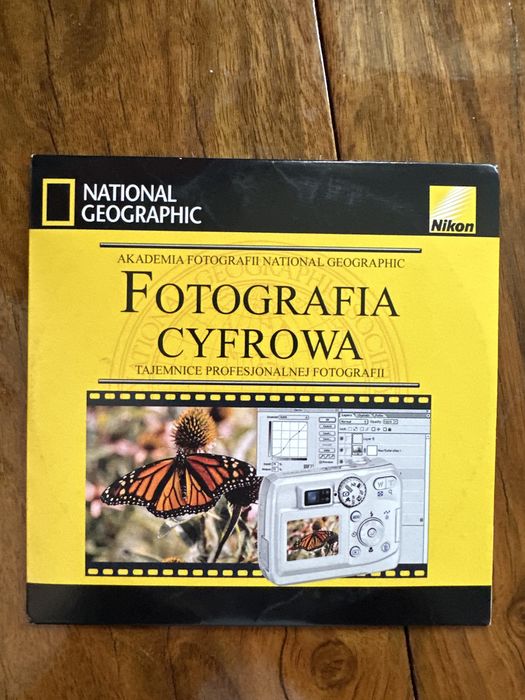 NATIONAL
GEOGRAPHIC
Nikon
AKADEMIA FOTOGRAFII NATIONAL GEOGRAPHIC
FOTOGRAFIA
CYFROWA
TAJEMNICE PROFESJONALNEJ FOTOGRAFII